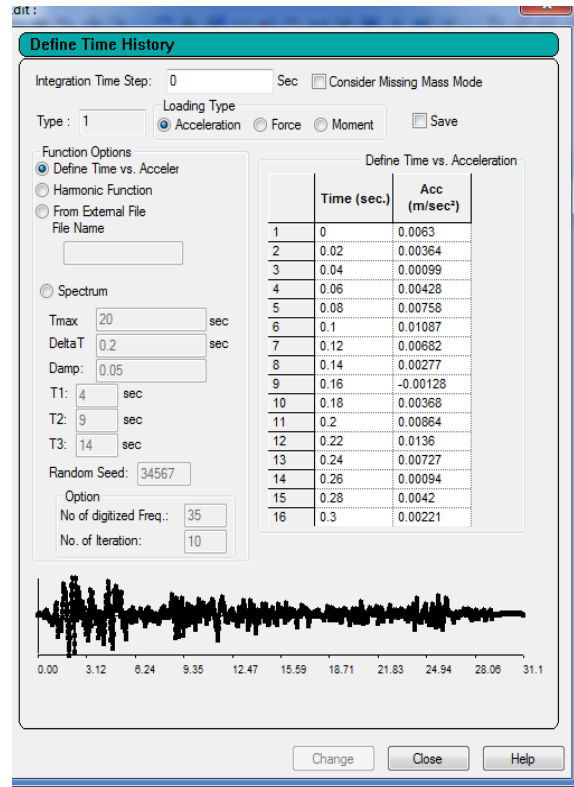 dit :
Define Time History
Integration Time Step: 0 Sec Consider Missing Mass Mode
Type : 1 Loading Type Acceleration Force Moment Save
Function Options
Define Time vs. Acceler
Harmonic Function
From External File
File Name
Spectrum
Tmax 20 sec
DeltaT 0.2 sec
Damp: 0.05
T1: 4 sec
T2: 9 sec
T3: 14 sec
Random Seed: 34567
Option
No of digitized Freq.: 35
No. of Iteration: 10
Define Time vs. Acceleration
Time (sec.) Acc (m/sec²)
1 0 0.0063
2 0.02 0.00364
3 0.04 0.00099
4 0.06 0.00428
5 0.08 0.00758
6 0.1 0.01087
7 0.12 0.00682
8 0.14 0.00277
9 0.16 -0.00128
10 0.18 0.00368
11 0.2 0.00864
12 0.22 0.0136
13 0.24 0.00727
14 0.26 0.00094
15 0.28 0.0042
16 0.3 0.00221
0.00 3.12 6.24 9.35 12.47 15.59 18.71 21.83 24.94 28.06 31.1
Change Close Help